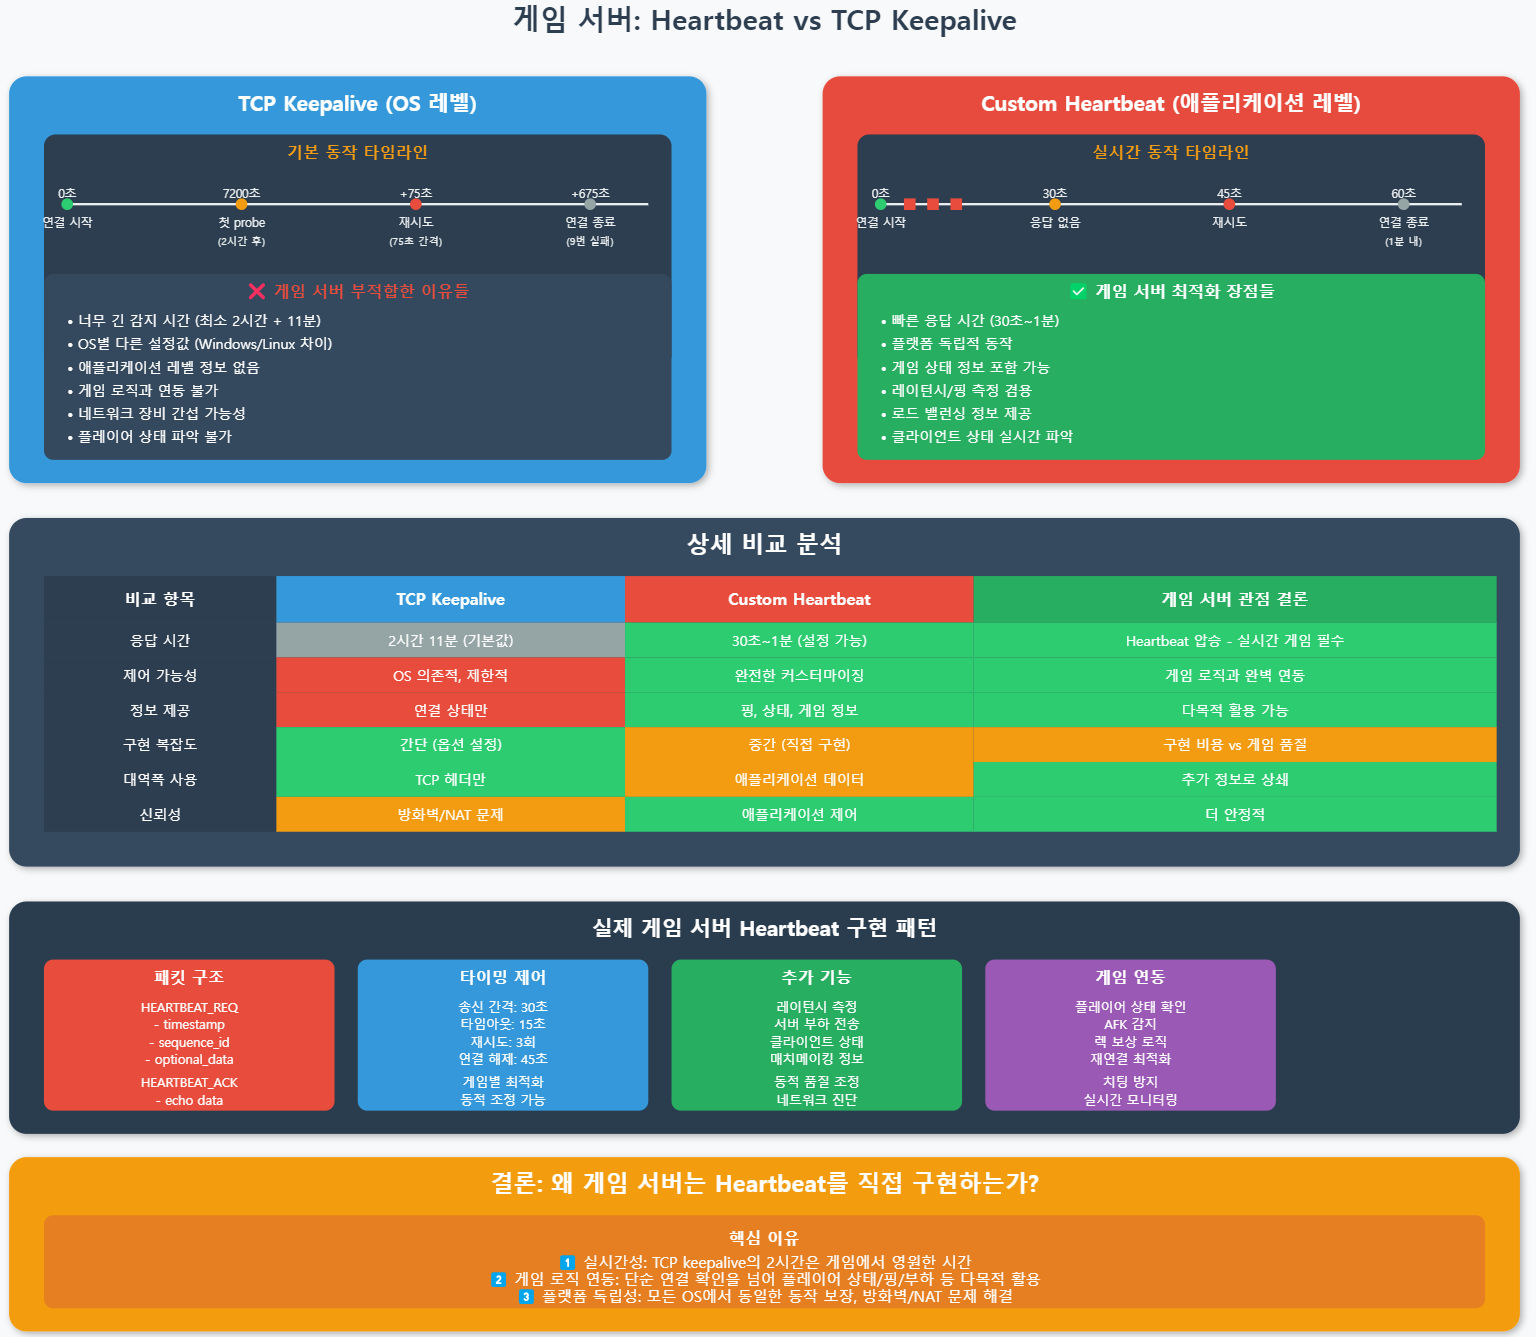 게임 서버: Heartbeat vs TCP Keepalive
TCP Keepalive (OS 레벨)
기본 동작 타임라인
0초
7200초
+75초
+675초
연결 시작
첫 probe
재시도
연결 종료
(2시간 후)
(75초 간격)
(9번 실패)
❌ 게임 서버 부적합한 이유들
• 너무 긴 감지 시간 (최소 2시간 + 11분)
• OS별 다른 설정값 (Windows/Linux 차이)
• 애플리케이션 레벨 정보 없음
• 게임 로직과 연동 불가
• 네트워크 장비 간섭 가능성
• 플레이어 상태 파악 불가
Custom Heartbeat (애플리케이션 레벨)
실시간 동작 타임라인
0초
30초
45초
60초
연결 시작
응답 없음
재시도
연결 종료
(1분 내)
✅ 게임 서버 최적화 장점들
• 빠른 응답 시간 (30초~1분)
• 플랫폼 독립적 동작
• 게임 상태 정보 포함 가능
• 레이턴시/핑 측정 겸용
• 로드 밸런싱 정보 제공
• 클라이언트 상태 실시간 파악
상세 비교 분석
비교 항목 TCP Keepalive Custom Heartbeat 게임 서버 관점 결론
응답 시간 2시간 11분 (기본값) 30초~1분 (설정 가능) Heartbeat 압승 - 실시간 게임 필수
제어 가능성 OS 의존적, 제한적 완전한 커스터마이징 게임 로직과 완벽 연동
정보 제공 연결 상태만 핑, 상태, 게임 정보 다목적 활용 가능
구현 복잡도 간단 (옵션 설정) 중간 (직접 구현) 구현 비용 vs 게임 품질
대역폭 사용 TCP 헤더만 애플리케이션 데이터 추가 정보로 상쇄
신뢰성 방화벽/NAT 문제 애플리케이션 제어 더 안정적
실제 게임 서버 Heartbeat 구현 패턴
패킷 구조
HEARTBEAT_REQ
- timestamp
- sequence_id
- optional_data
HEARTBEAT_ACK
- echo data
타이밍 제어
송신 간격: 30초
타임아웃: 15초
재시도: 3회
연결 해제: 45초
게임별 최적화
동적 조정 가능
추가 기능
레이턴시 측정
서버 부하 전송
클라이언트 상태
매치메이킹 정보
동적 품질 조정
네트워크 진단
게임 연동
플레이어 상태 확인
AFK 감지
렉 보상 로직
재연결 최적화
치팅 방지
실시간 모니터링
결론: 왜 게임 서버는 Heartbeat를 직접 구현하는가?
핵심 이유
1️⃣ 실시간성: TCP keepalive의 2시간은 게임에서 영원한 시간
2️⃣ 게임 로직 연동: 단순 연결 확인을 넘어 플레이어 상태/핑/부하 등 다목적 활용
3️⃣ 플랫폼 독립성: 모든 OS에서 동일한 동작 보장, 방화벽/NAT 문제 해결